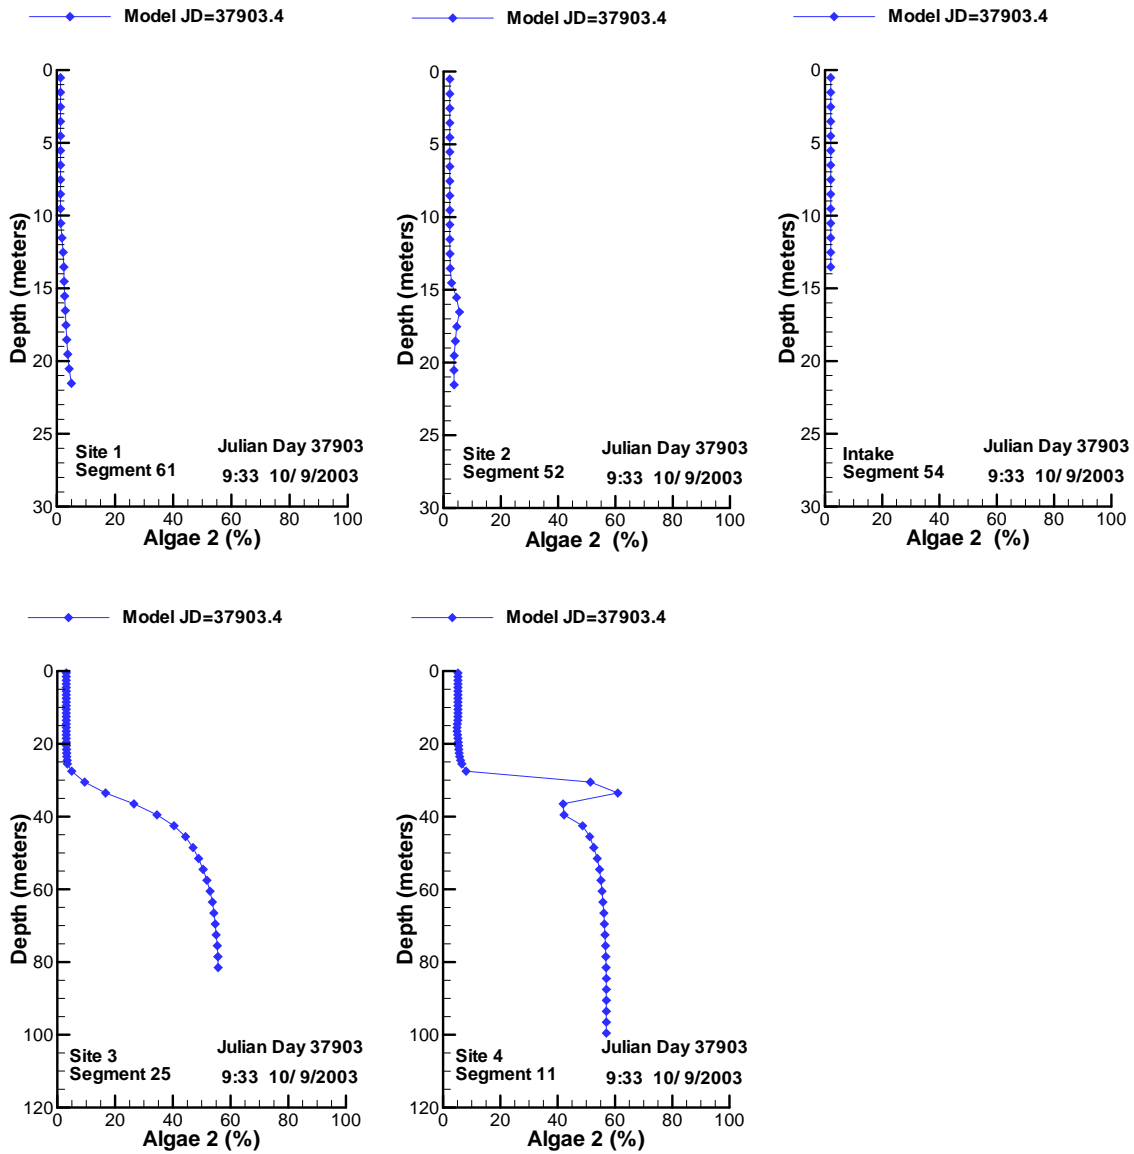 Model JD=37903.4
Model JD=37903.4
Model JD=37903.4
0
5
10
15
20
25
30
Depth (meters)
Site 1
Segment 61
Julian Day 37903
9:33 10/ 9/2003
0 20 40 60 80 100
Algae 2 (%)
0
5
10
15
20
25
30
Depth (meters)
Site 2
Segment 52
Julian Day 37903
9:33 10/ 9/2003
0 20 40 60 80 100
Algae 2 (%)
0
5
10
15
20
25
30
Depth (meters)
Intake
Segment 54
Julian Day 37903
9:33 10/ 9/2003
0 20 40 60 80 100
Algae 2 (%)
Model JD=37903.4
Model JD=37903.4
0
20
40
60
80
100
120
Depth (meters)
Site 3
Segment 25
Julian Day 37903
9:33 10/ 9/2003
0 20 40 60 80 100
Algae 2 (%)
0
20
40
60
80
100
120
Depth (meters)
Site 4
Segment 11
Julian Day 37903
9:33 10/ 9/2003
0 20 40 60 80 100
Algae 2 (%)